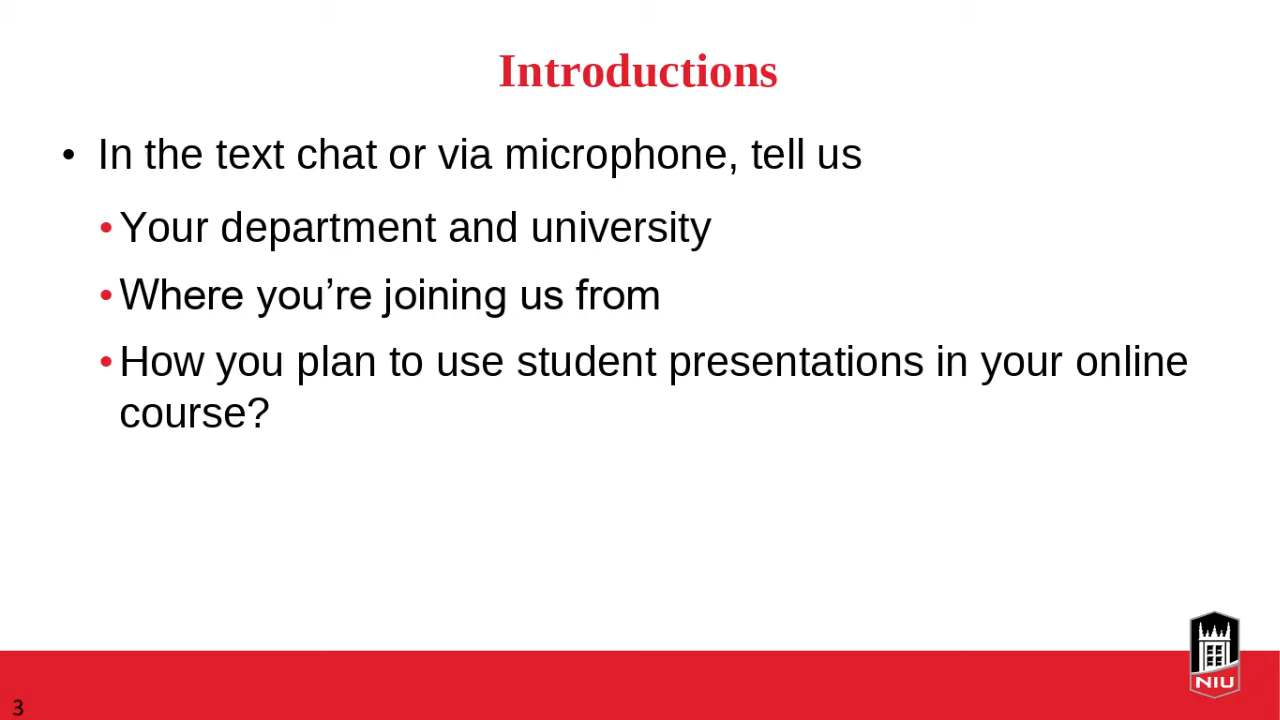 Introductions
• In the text chat or via microphone, tell us
• Your department and university
• Where you’re joining us from
• How you plan to use student presentations in your online
course?
NIU
3